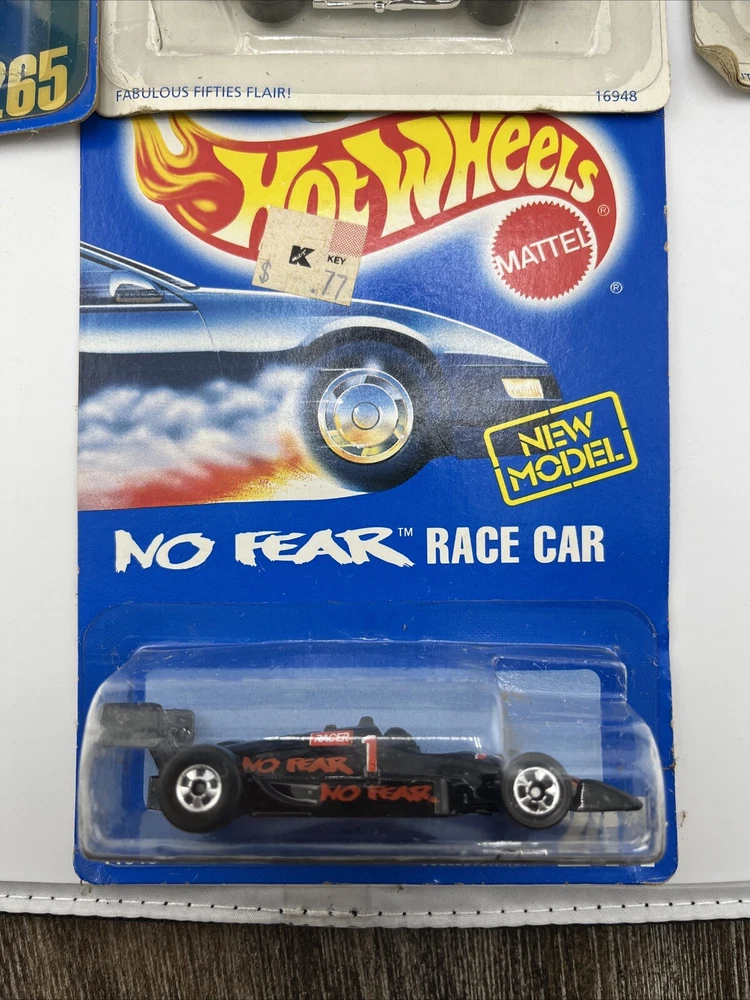 265
FABULOUS FIFTIES FLAIR!
16948
HOT WHEELS
®
MATTEL
®
K
KEY
$ .77
NEW
MODEL
NO FEAR™ RACE CAR
RACER
1
NO FEAR
NO FEAR.